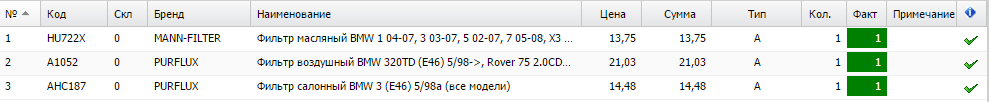 № Код Скл Бренд Наименование Цена Сумма Тип Кол. Факт Примечание
1 HU722X 0 MANN-FILTER Фильтр масляный BMW 1 04-07, 3 03-07, 5 02-07, 7 05-08, X3 ... 13,75 13,75 A 1 1
2 A1052 0 PURFLUX Фильтр воздушный BMW 320TD (E46) 5/98->, Rover 75 2.0CD... 21,03 21,03 A 1 1
3 AHC187 0 PURFLUX Фильтр салонный BMW 3 (E46) 5/98a (все модели) 14,48 14,48 A 1 1